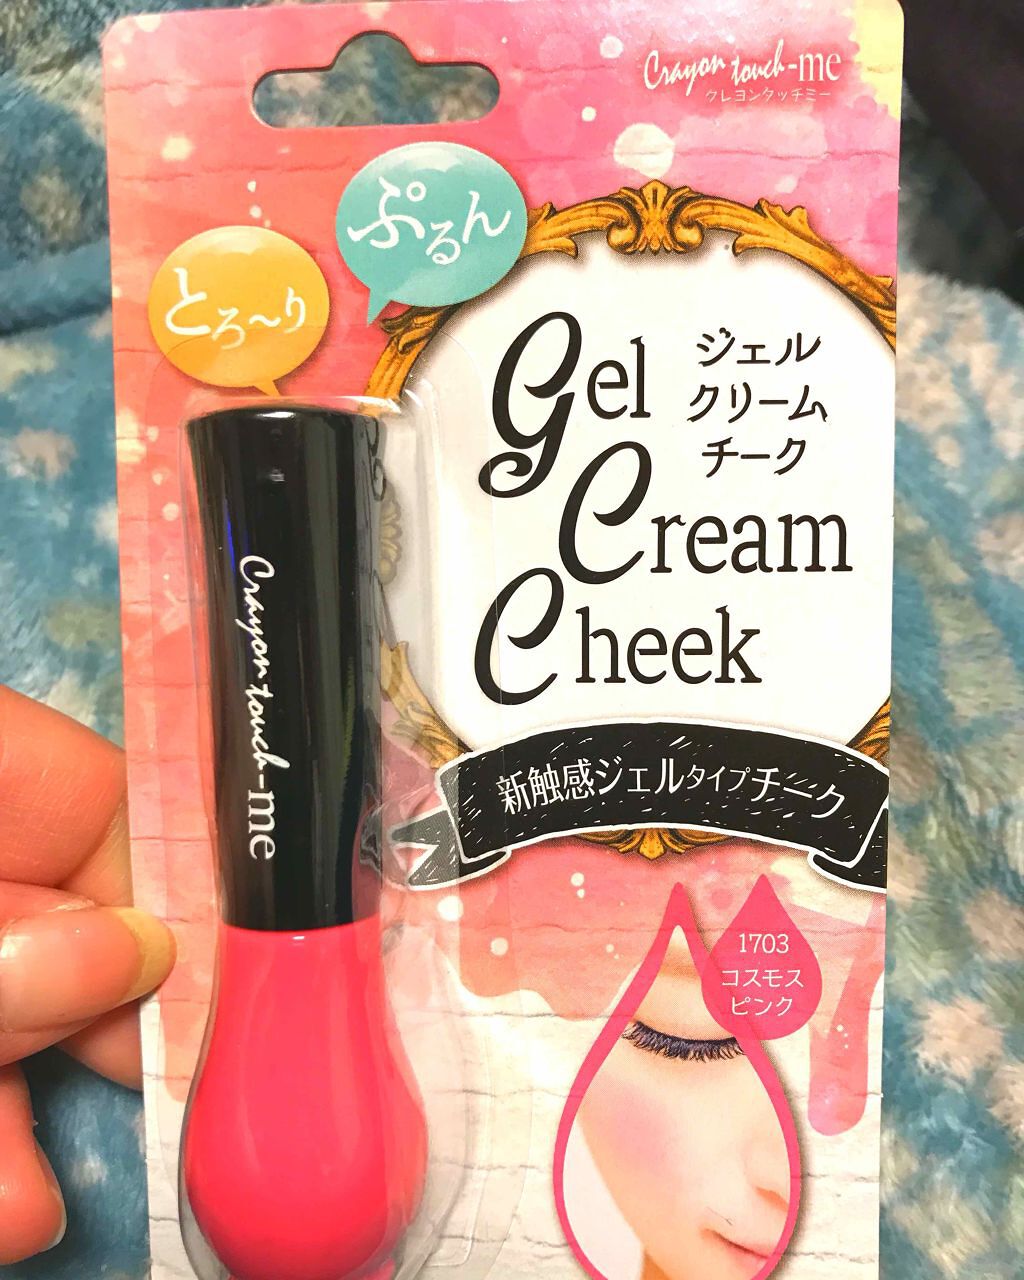 Crayon touch-me
クレヨンタッチミー
ぷるん
とろ～り
Gel
ジェル
クリーム
チーク
Cream
Cheek
Crayon touch-me
新触感ジェルタイプチーク
1703
コスモス
ピンク